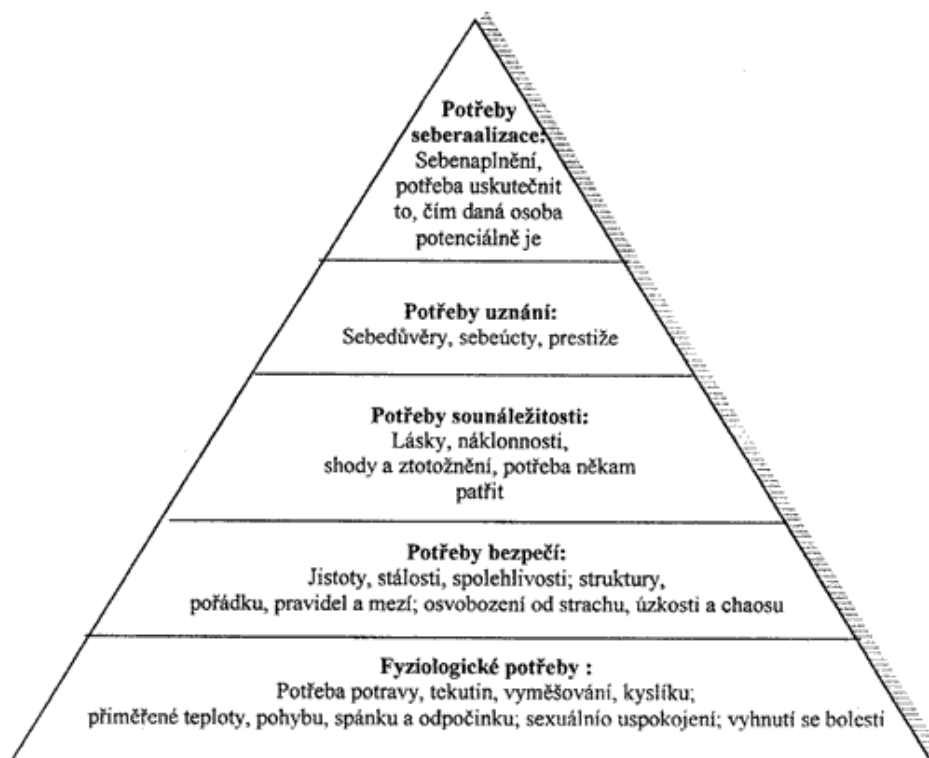 Potřeby
seberaalizace:
Sebenaplnění,
potřeba uskutečnit
to, čím daná osoba
potenciálně je
Potřeby uznání:
Sebedůvěry, sebeúcty, prestiže
Potřeby sounáležitosti:
Lásky, náklonnosti,
shody a ztotožnění, potřeba někam
patřit
Potřeby bezpečí:
Jistoty, stálosti, spolehlivosti; struktury,
pořádku, pravidel a mezí; osvobození od strachu, úzkosti a chaosu
Fyziologické potřeby :
Potřeba potravy, tekutin, vyměšování, kyslíku;
přiměřené teploty, pohybu, spánku a odpočinku; sexuálnío uspokojení; vyhnutí se bolesti